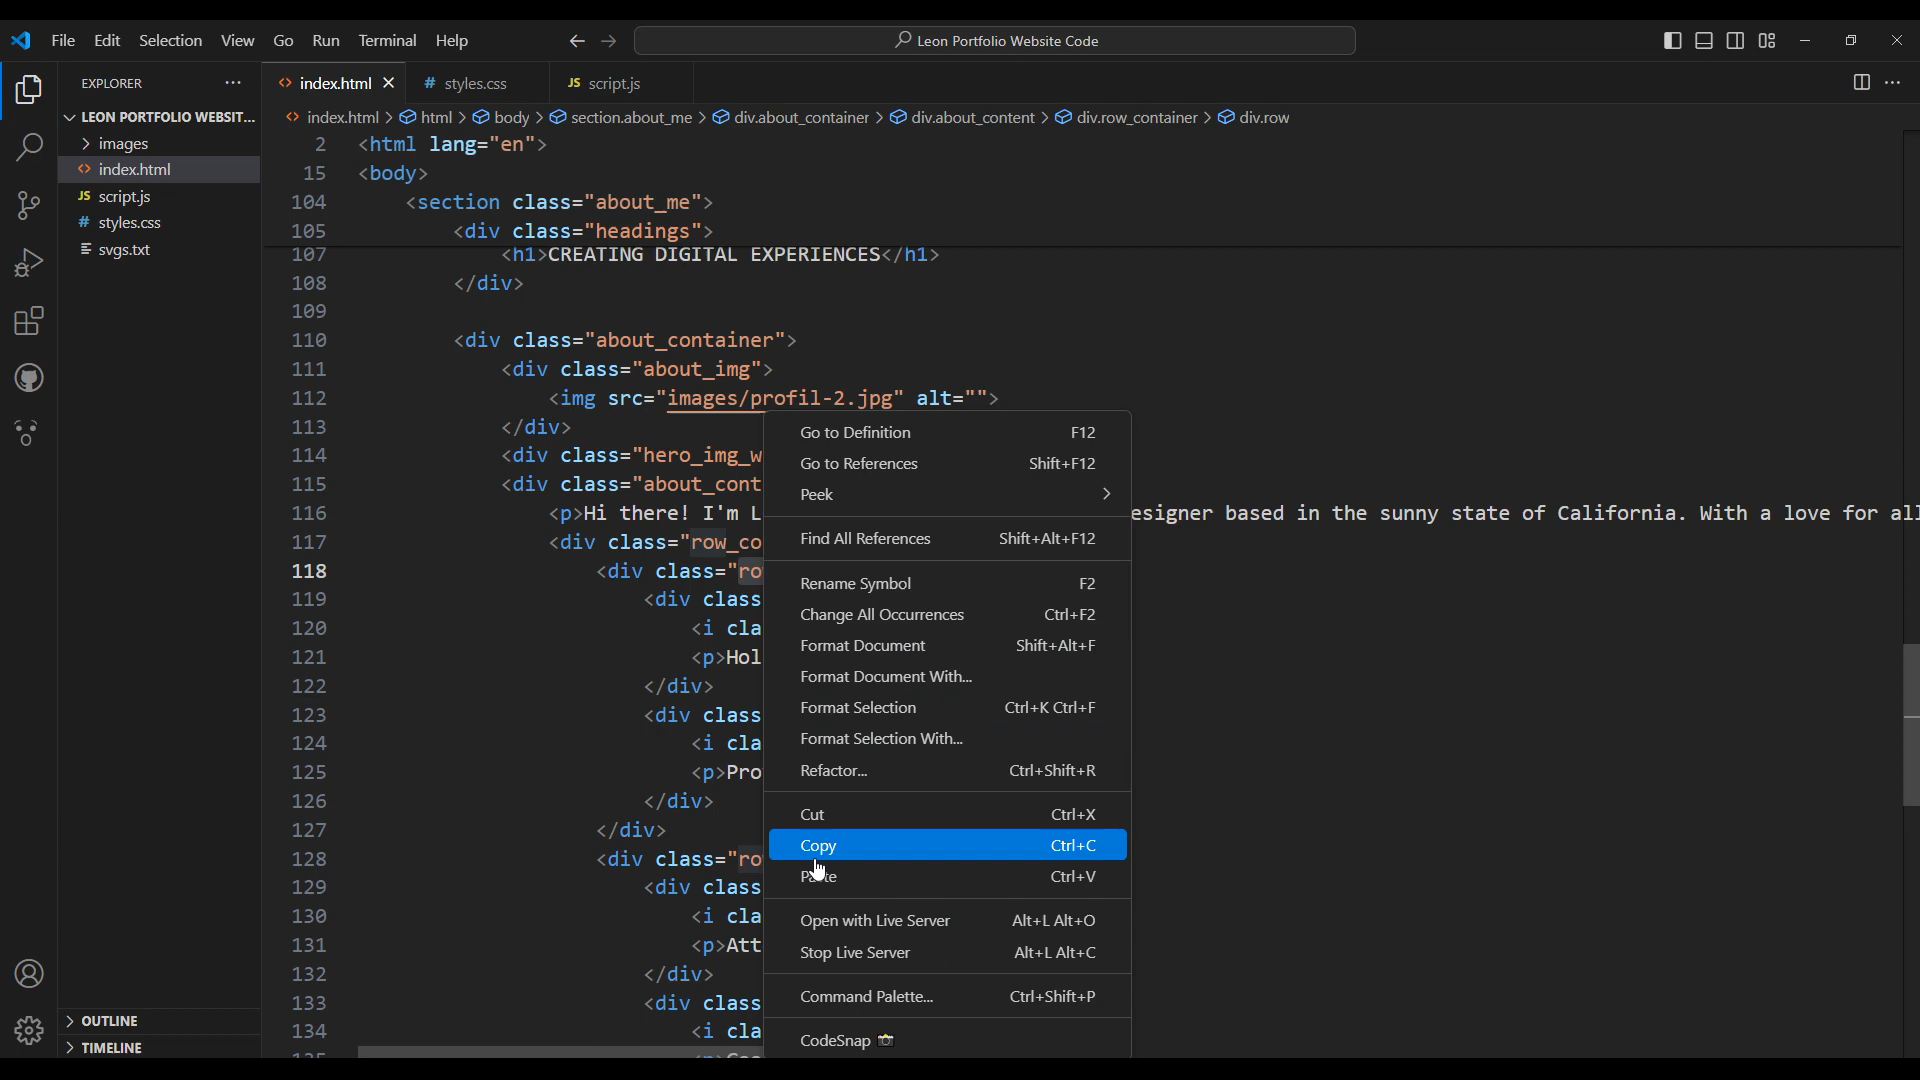 File Edit Selection View Go Run Terminal Help
Leon Portfolio Website Code
EXPLORER
LEON PORTFOLIO WEBSIT...
images
index.html
script.js
styles.css
svgs.txt
OUTLINE
TIMELINE
index.html styles.css script.js
index.html > html > body > section.about_me > div.about_container > div.about_content > div.row_container > div.row
2 <html lang="en">
15 <body>
104 <section class="about_me">
105 <div class="headings">
107 <h1>CREATING DIGITAL EXPERIENCES</h1>
108 </div>
109
110 <div class="about_container">
111 <div class="about_img">
112 <img src="images/profil-2.jpg" alt="">
113 </div>
114 <div class="hero_img_w
115 <div class="about_cont
116 <p>Hi there! I'm L esigner based in the sunny state of California. With a love for all
117 <div class="row_co
118 <div class="ro
119 <div class
120 <i cla
121 <p>Hol
122 </div>
123 <div class
124 <i cla
125 <p>Pro
126 </div>
127 </div>
128 <div class="ro
129 <div class
130 <i cla
131 <p>Att
132 </div>
133 <div class
134 <i cla
Go to Definition F12
Go to References Shift+F12
Peek >
Find All References Shift+Alt+F12
Rename Symbol F2
Change All Occurrences Ctrl+F2
Format Document Shift+Alt+F
Format Document With...
Format Selection Ctrl+K Ctrl+F
Format Selection With...
Refactor... Ctrl+Shift+R
Cut Ctrl+X
Copy Ctrl+C
Paste Ctrl+V
Open with Live Server Alt+L Alt+O
Stop Live Server Alt+L Alt+C
Command Palette... Ctrl+Shift+P
CodeSnap 📸